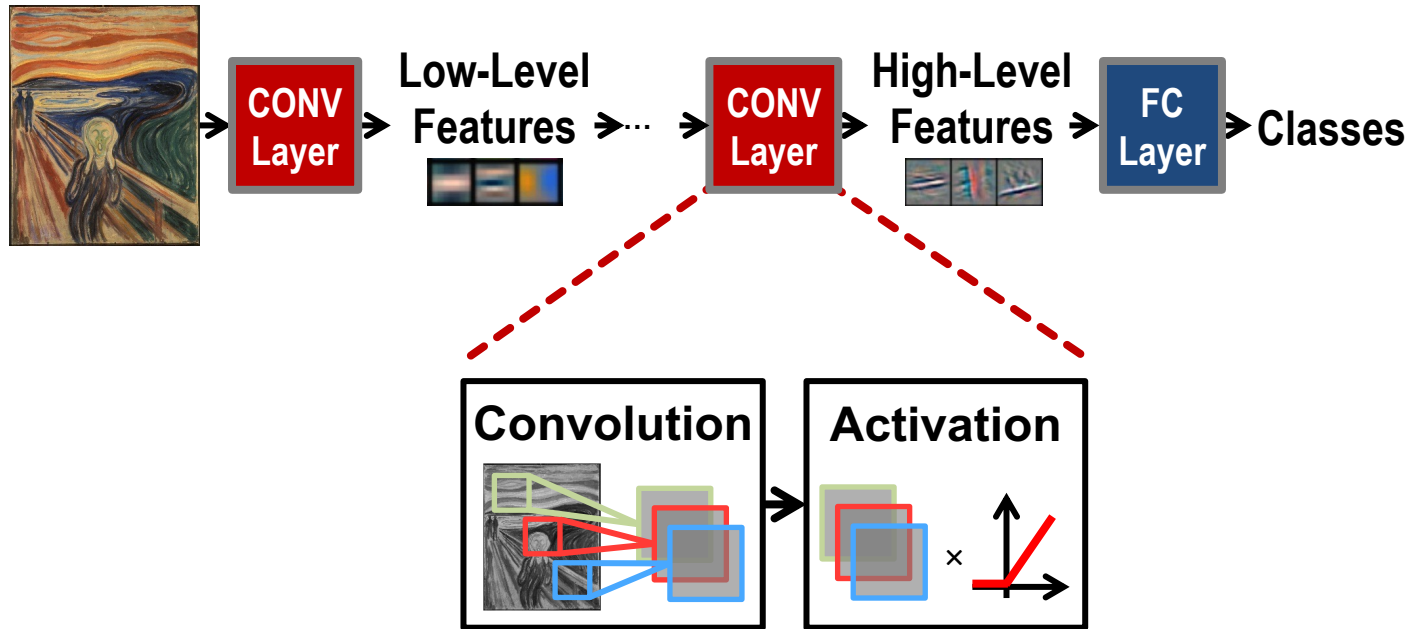 CONV
Layer
Low-Level
Features
...
CONV
Layer
High-Level
Features
FC
Layer
Classes
Convolution
Activation
×